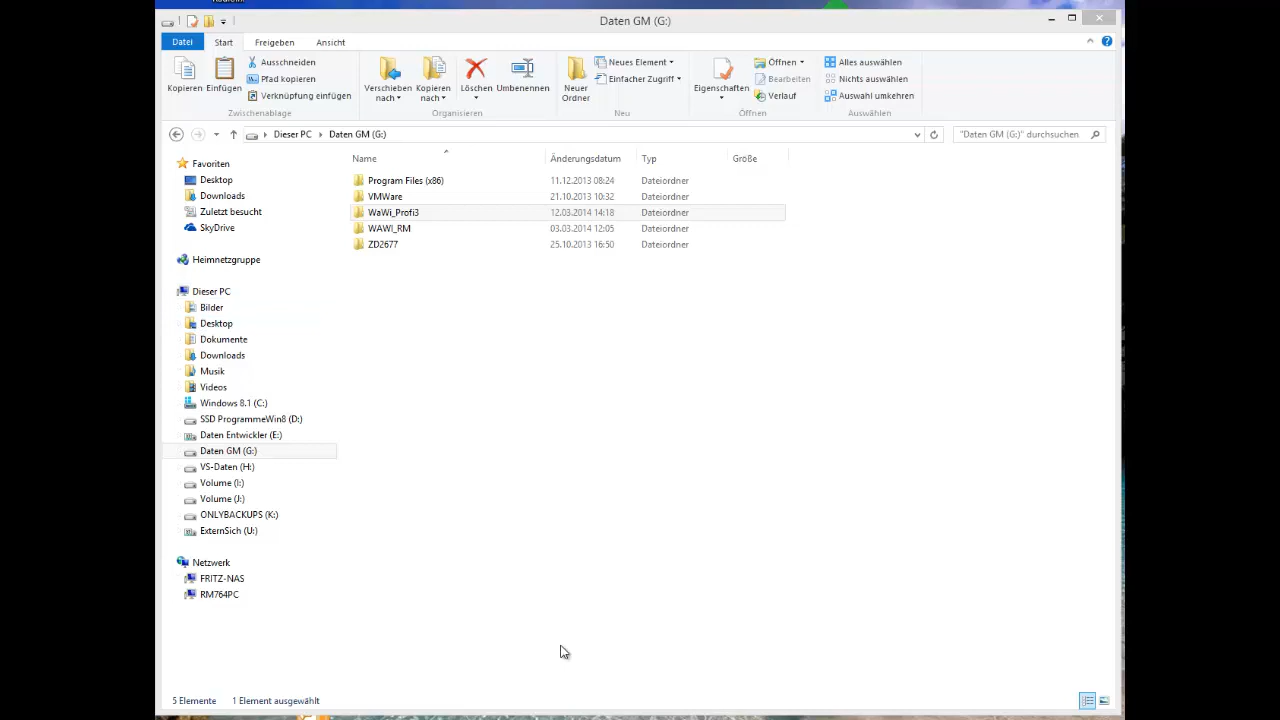 Daten GM (G:)
Datei
Start
Freigeben
Ansicht
Kopieren
Einfügen
Ausschneiden
Pfad kopieren
Verknüpfung einfügen
Zwischenablage
Verschieben nach
Kopieren nach
Löschen
Umbenennen
Organisieren
Neuer Ordner
Neues Element
Einfacher Zugriff
Neu
Eigenschaften
Öffnen
Bearbeiten
Verlauf
Öffnen
Alles auswählen
Nichts auswählen
Auswahl umkehren
Auswählen
Dieser PC
Daten GM (G:)
"Daten GM (G:)" durchsuchen
Favoriten
Desktop
Downloads
Zuletzt besucht
SkyDrive
Heimnetzgruppe
Dieser PC
Bilder
Desktop
Dokumente
Downloads
Musik
Videos
Windows 8.1 (C:)
SSD ProgrammeWin8 (D:)
Daten Entwickler (E:)
Daten GM (G:)
VS-Daten (H:)
Volume (I:)
Volume (J:)
ONLYBACKUPS (K:)
ExternSich (U:)
Netzwerk
FRITZ-NAS
RM764PC
Name Änderungsdatum Typ Größe
Program Files (x86) 11.12.2013 08:24 Dateiordner
VMWare 21.10.2013 10:32 Dateiordner
WaWi_Profi3 12.03.2014 14:18 Dateiordner
WAWI_RM 03.03.2014 12:05 Dateiordner
ZD2677 25.10.2013 16:50 Dateiordner
5 Elemente 1 Element ausgewählt